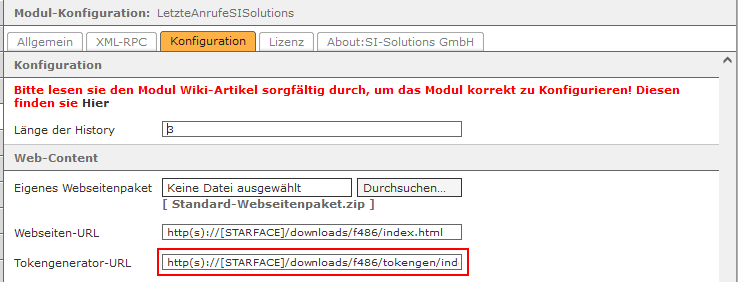 Modul-Konfiguration: LetzteAnrufeSISolutions
Allgemein XML-RPC Konfiguration Lizenz About:SI-Solutions GmbH
Konfiguration
Bitte lesen sie den Modul Wiki-Artikel sorgfältig durch, um das Modul korrekt zu Konfigurieren! Diesen
finden sie Hier
Länge der History 3
Web-Content
Eigenes Webseitenpaket Keine Datei ausgewählt Durchsuchen...
[ Standard-Webseitenpaket.zip ]
Webseiten-URL http(s)://[STARFACE]/downloads/f486/index.html
Tokengenerator-URL http(s)://[STARFACE]/downloads/f486/tokengen/ind